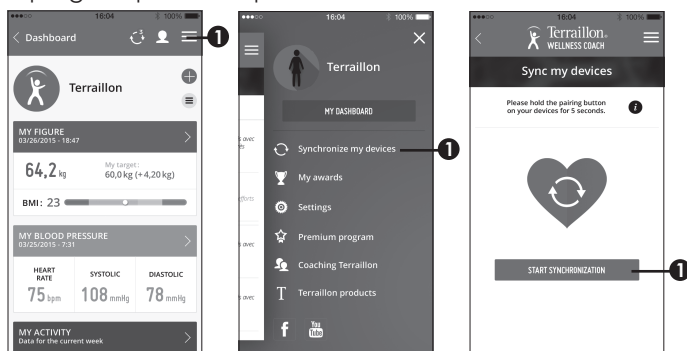 16:04
100%
Dashboard
3
1
Terraillon
MY FIGURE
03/26/2015 - 18:47
64,2 kg
My target:
60,0 kg (+ 4,20 kg)
BMI: 23
MY BLOOD PRESSURE
03/25/2015 - 7:31
HEART RATE
75 bpm
SYSTOLIC
108 mmHg
DIASTOLIC
78 mmHg
MY ACTIVITY
Data for the current week
16:04
100%
Terraillon
MY DASHBOARD
s avec
Synchronize my devices
1
My awards
efforts
Settings
Premium program
s avec
Coaching Terraillon
T Terraillon products
s avec
f
You
Tube
16:04
100%
Terraillon®
WELLNESS COACH
Sync my devices
Please hold the pairing button
on your devices for 5 seconds.
i
START SYNCHRONIZATION
1